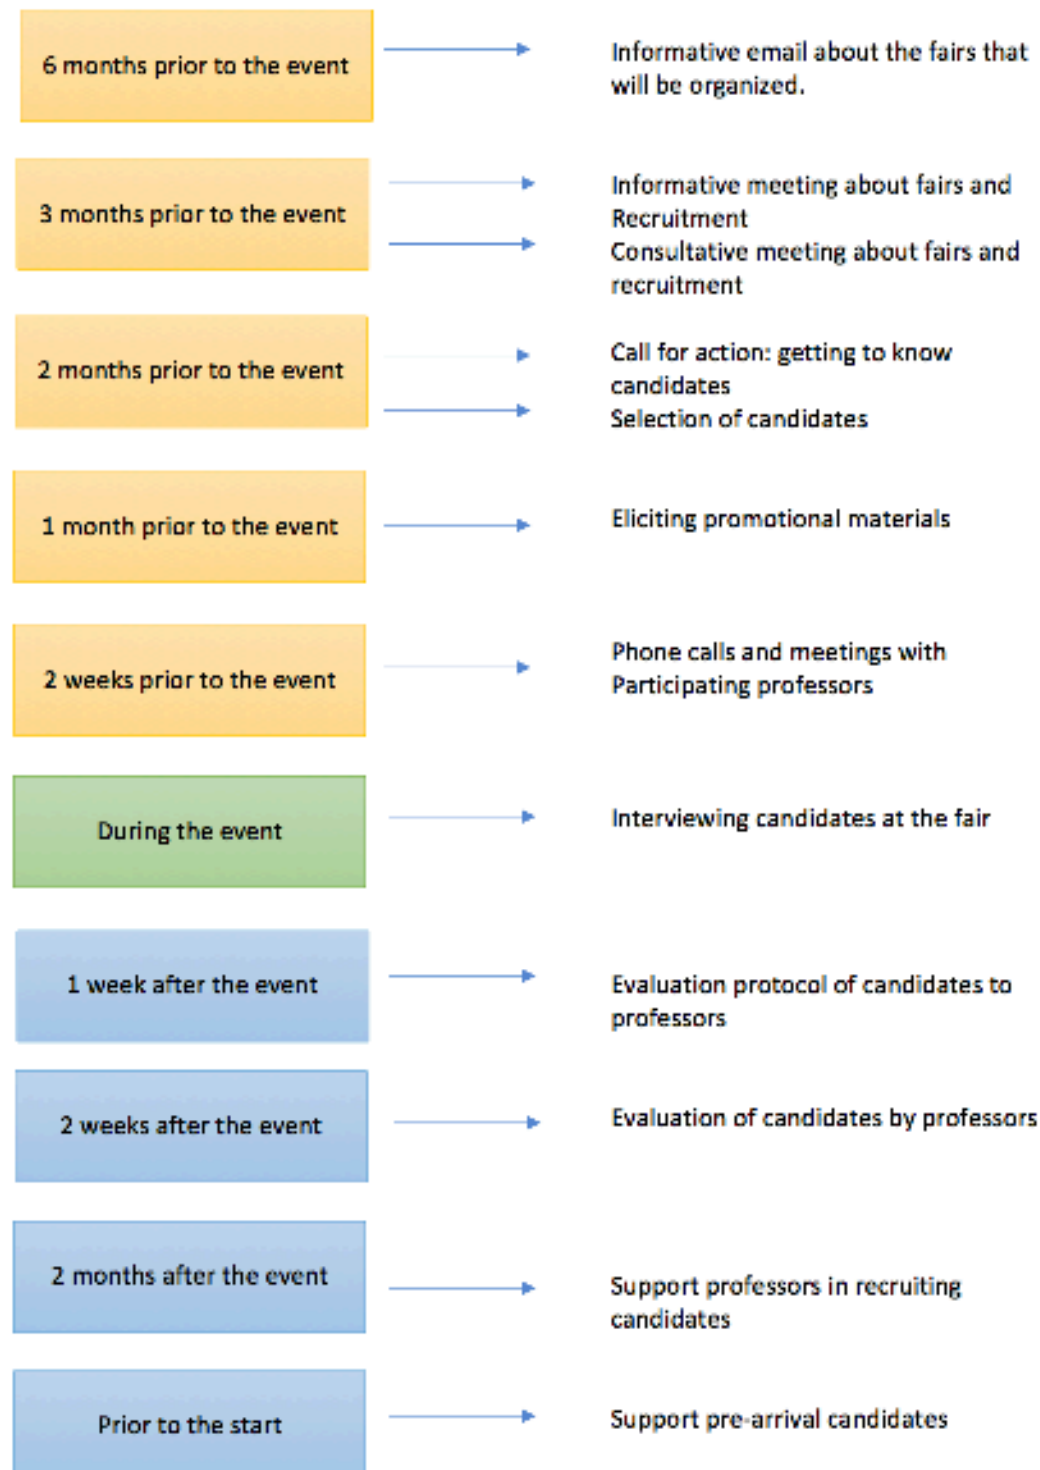 6 months prior to the event
Informative email about the fairs that
will be organized.
3 months prior to the event
Informative meeting about fairs and
Recruitment
Consultative meeting about fairs and
recruitment
2 months prior to the event
Call for action: getting to know
candidates
Selection of candidates
1 month prior to the event
Eliciting promotional materials
2 weeks prior to the event
Phone calls and meetings with
Participating professors
During the event
Interviewing candidates at the fair
1 week after the event
Evaluation protocol of candidates to
professors
2 weeks after the event
Evaluation of candidates by professors
2 months after the event
Support professors in recruiting
candidates
Prior to the start
Support pre-arrival candidates